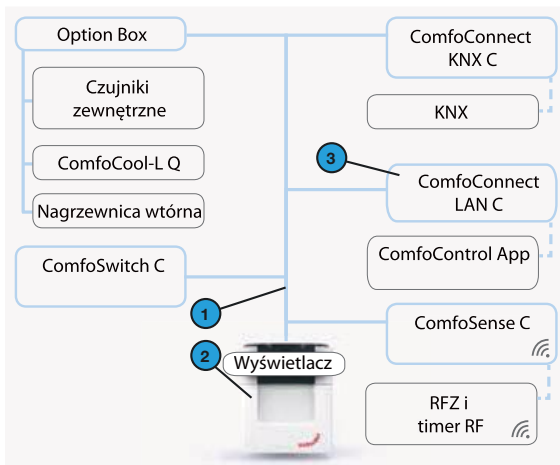 Option Box
ComfoConnect
KNX C
Czujniki
zewnętrzne
KNX
ComfoCool-L Q
3
ComfoConnect
LAN C
Nagrzewnica wtórna
ComfoSwitch C
ComfoControl App
1
ComfoSense C
2
Wyświetlacz
RFZ i
timer RF